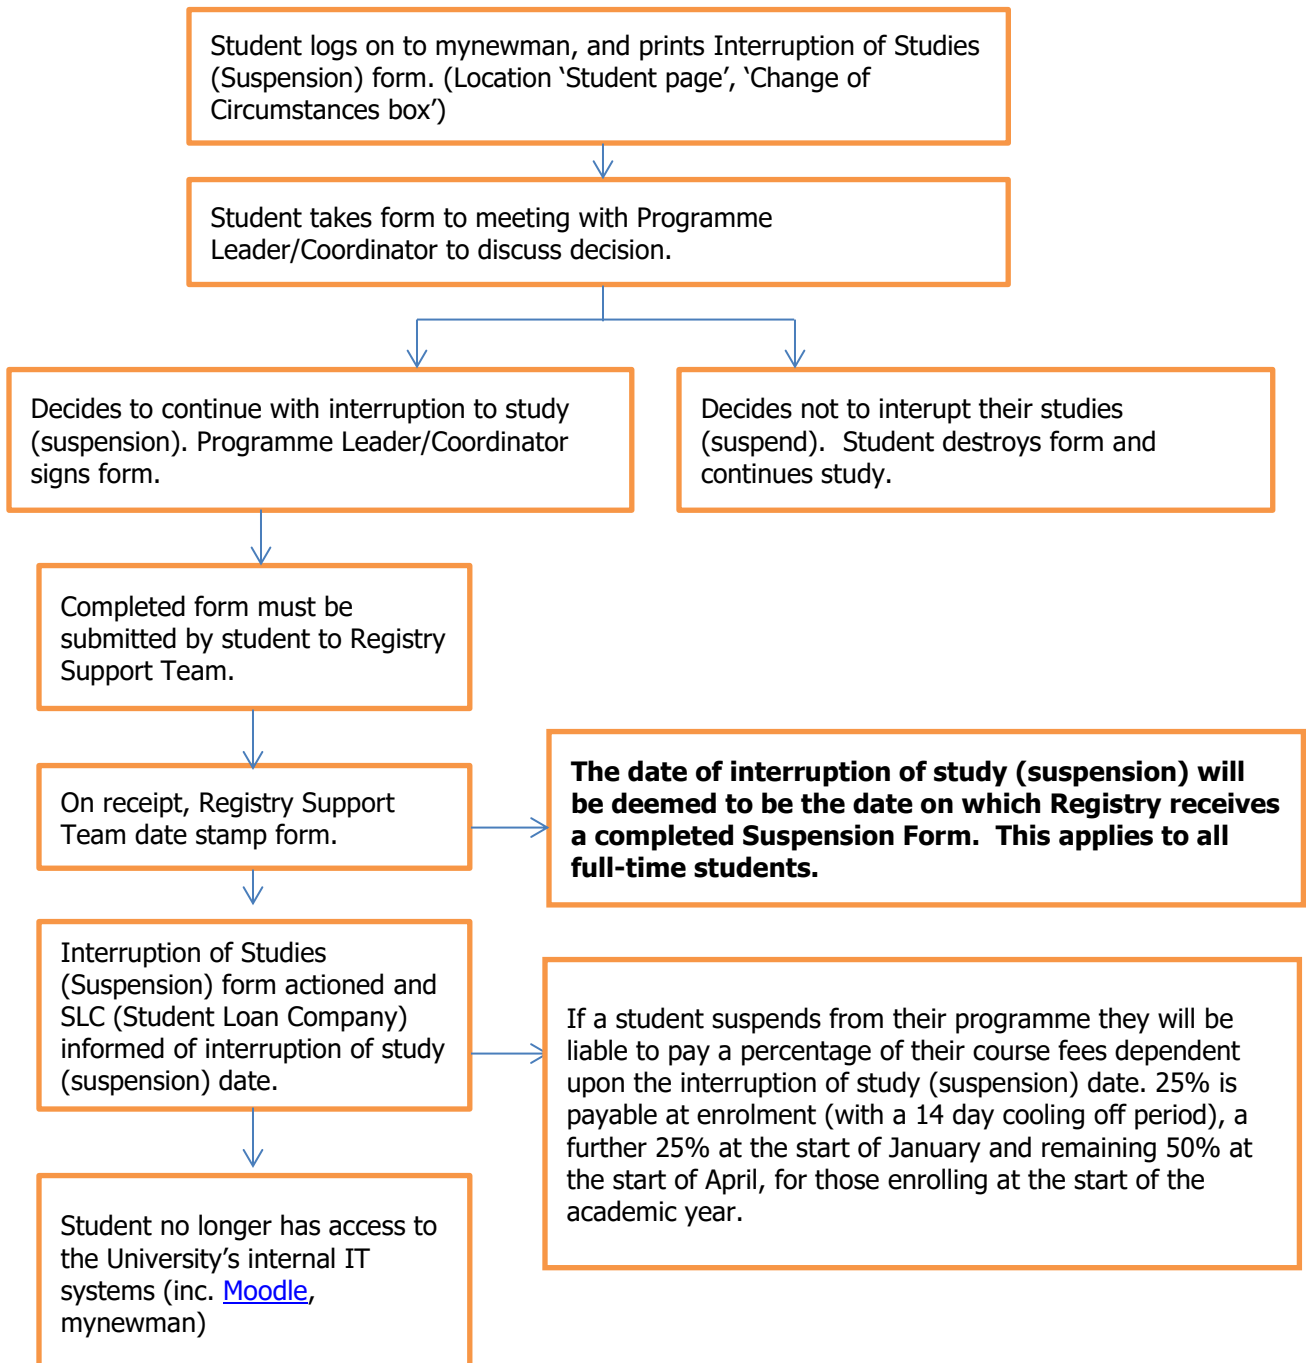 Student logs on to mynewman, and prints Interruption of Studies
(Suspension) form. (Location ‘Student page’, ‘Change of
Circumstances box’)
Student takes form to meeting with Programme
Leader/Coordinator to discuss decision.
Decides to continue with interruption to study
(suspension). Programme Leader/Coordinator
signs form.
Decides not to interupt their studies
(suspend).  Student destroys form and
continues study.
Completed form must be
submitted by student to Registry
Support Team.
On receipt, Registry Support
Team date stamp form.
The date of interruption of study (suspension) will
be deemed to be the date on which Registry receives
a completed Suspension Form.  This applies to all
full-time students.
Interruption of Studies
(Suspension) form actioned and
SLC (Student Loan Company)
informed of interruption of study
(suspension) date.
If a student suspends from their programme they will be
liable to pay a percentage of their course fees dependent
upon the interruption of study (suspension) date. 25% is
payable at enrolment (with a 14 day cooling off period), a
further 25% at the start of January and remaining 50% at
the start of April, for those enrolling at the start of the
academic year.
Student no longer has access to
the University’s internal IT
systems (inc. Moodle,
mynewman)